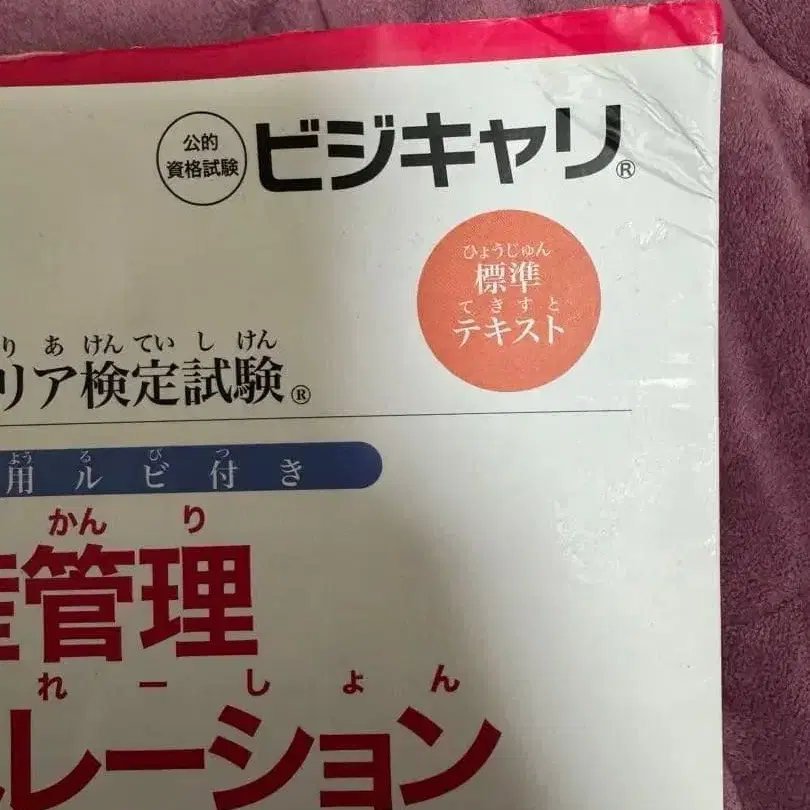 公的
資格試験
ビジキャリ®
ひょうじゅん
標準
てきすと
テキスト
り あ けん てい し けん
リア検定試験®
よう る び つ
用ルビ付き
かん り
管理
れーしょん
レーション